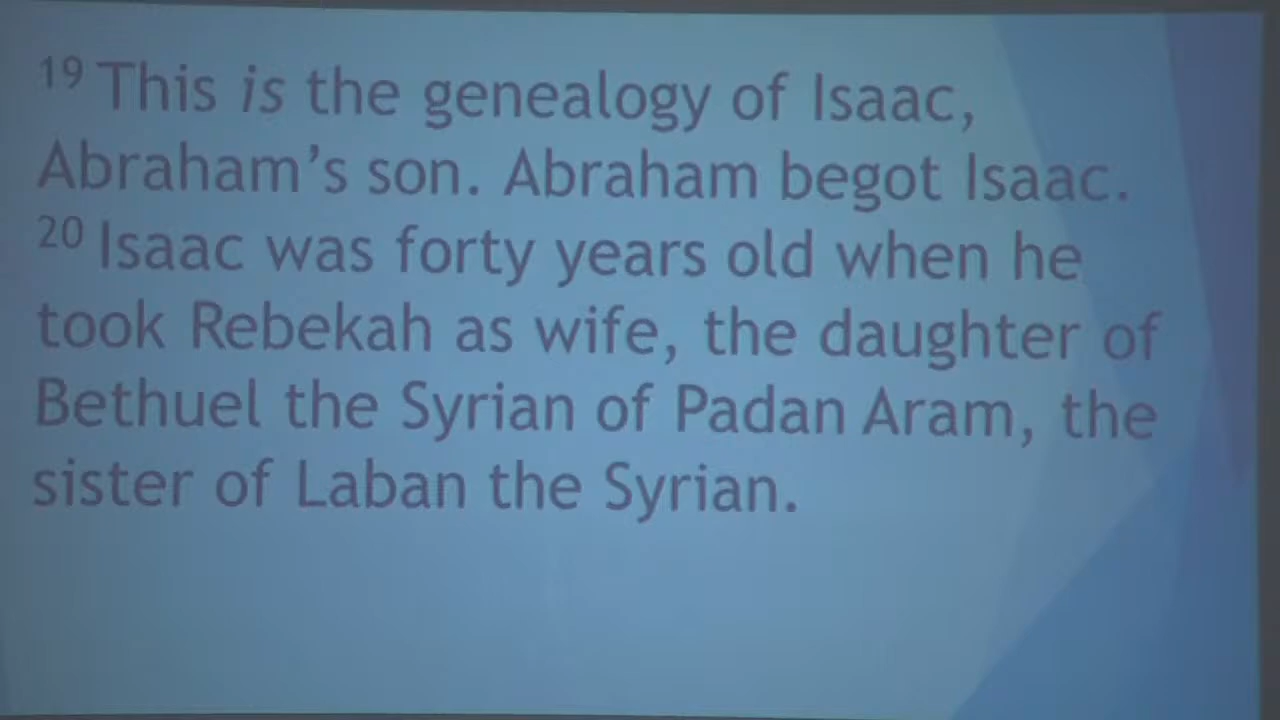 19 This is the genealogy of Isaac,
Abraham’s son. Abraham begot Isaac.
20 Isaac was forty years old when he
took Rebekah as wife, the daughter of
Bethuel the Syrian of Padan Aram, the
sister of Laban the Syrian.